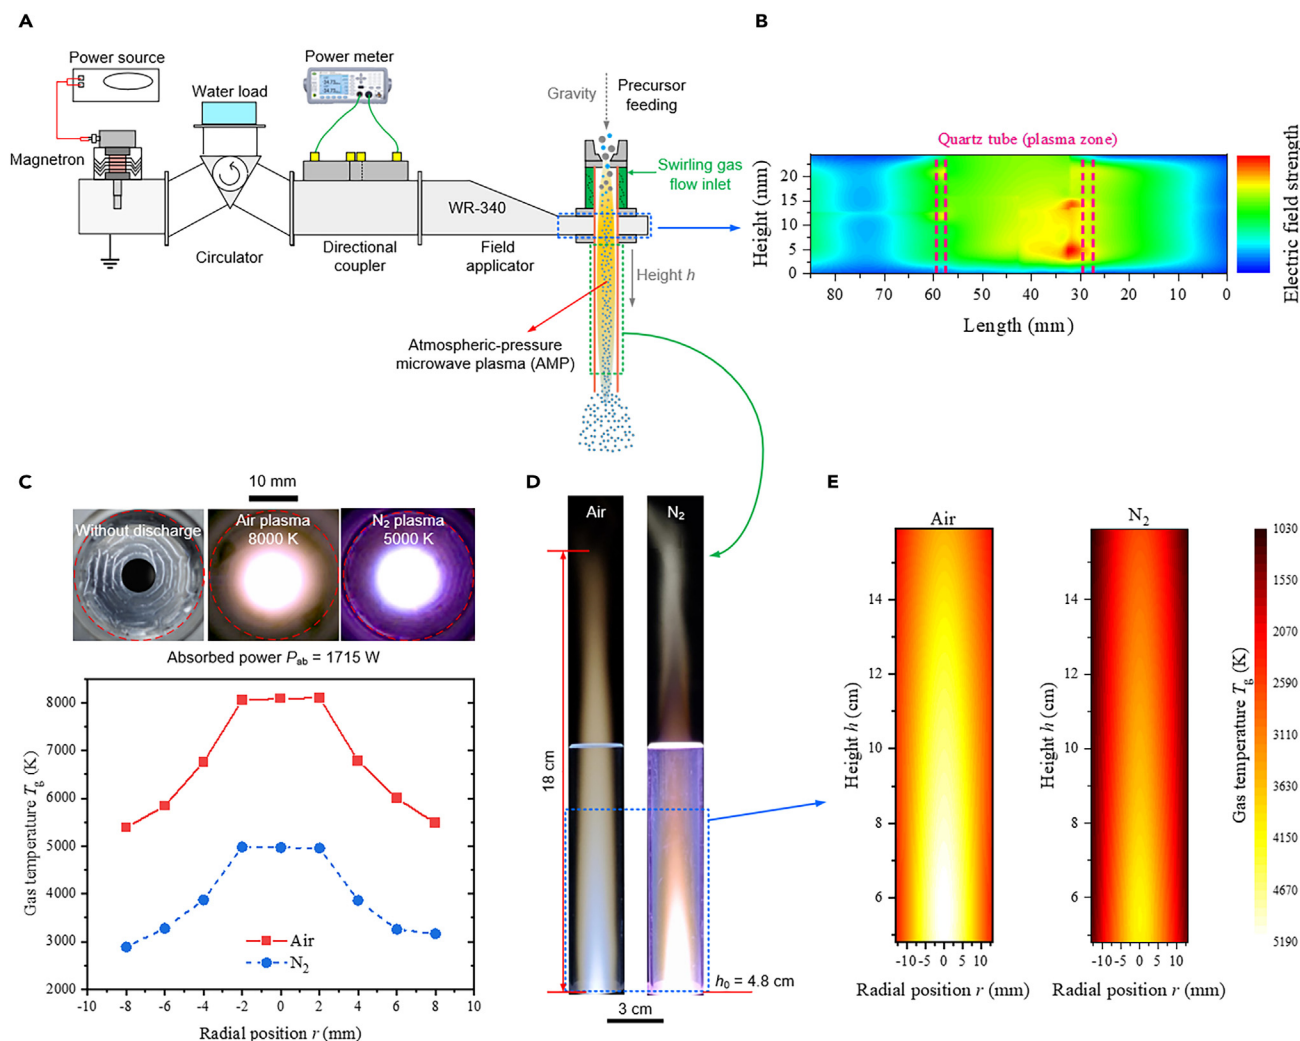 A
Power source
Magnetron
Water load
Circulator
Power meter
Directional
coupler
WR-340
Field
applicator
Gravity
Precursor
feeding
Swirling gas
flow inlet
Height h
Atmospheric-pressure
microwave plasma (AMP)
B
Quartz tube (plasma zone)
Height (mm)
20
15
10
5
0
80
70
60
50
40
30
20
10
0
Length (mm)
Electric field strength
C
10 mm
Without discharge
Air plasma
8000 K
N₂ plasma
5000 K
Absorbed power Pab = 1715 W
Gas temperature Tg (K)
8000
7000
6000
5000
4000
3000
2000
Air
N₂
-10
-8
-6
-4
-2
0
2
4
6
8
10
Radial position r (mm)
D
Air
N₂
18 cm
h₀ = 4.8 cm
3 cm
E
Air
Height h (cm)
14
12
10
8
6
-10
-5
0
5
10
Radial position r (mm)
N₂
Height h (cm)
14
12
10
8
6
-10
-5
0
5
10
Radial position r (mm)
Gas temperature Tg (K)
1030
1550
2070
2590
3110
3630
4150
4670
5190